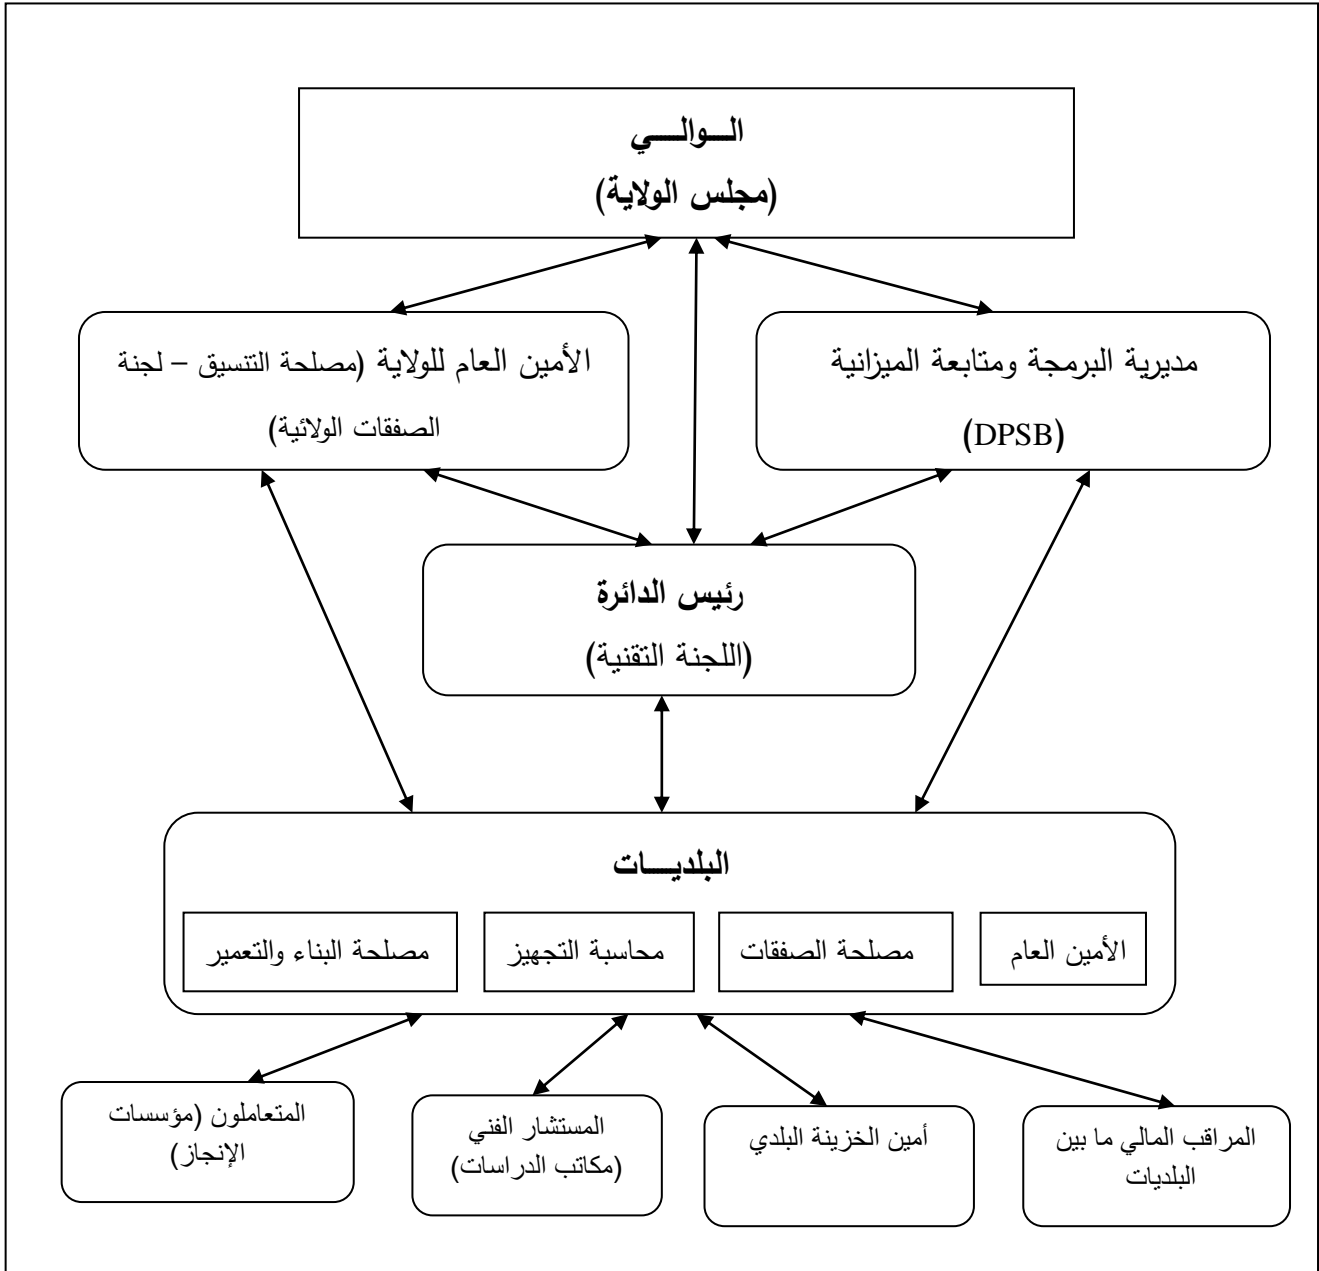 الـــوالـــــي
(مجلس الولاية)
مديرية البرمجة ومتابعة الميزانية
(DPSB)
الأمين العام للولاية (مصلحة التنسيق – لجنة
الصفقات الولائية)
رئيس الدائرة
(اللجنة التقنية)
البلديـــــات
الأمين العام
مصلحة الصفقات
محاسبة التجهيز
مصلحة البناء والتعمير
المراقب المالي ما بين
البلديات
أمين الخزينة البلدي
المستشار الفني
(مكاتب الدراسات)
المتعاملون (مؤسسات
الإنجاز)